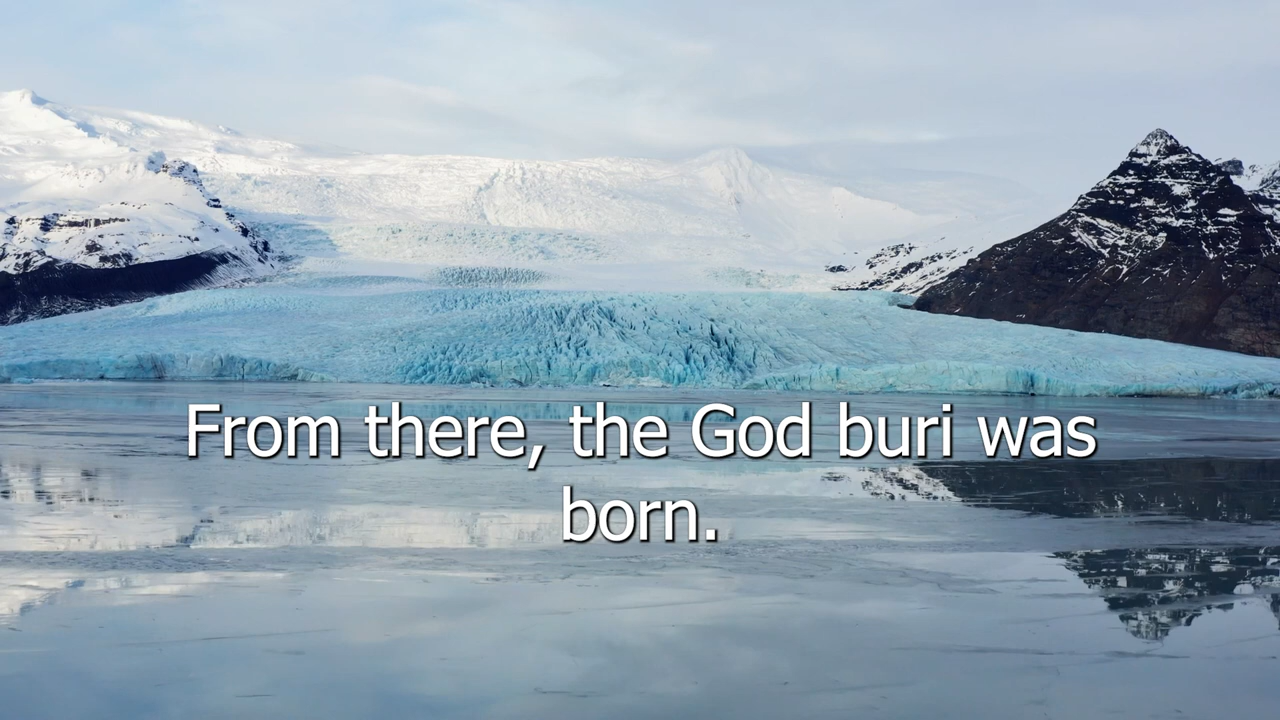 From there, the God buri was
born.